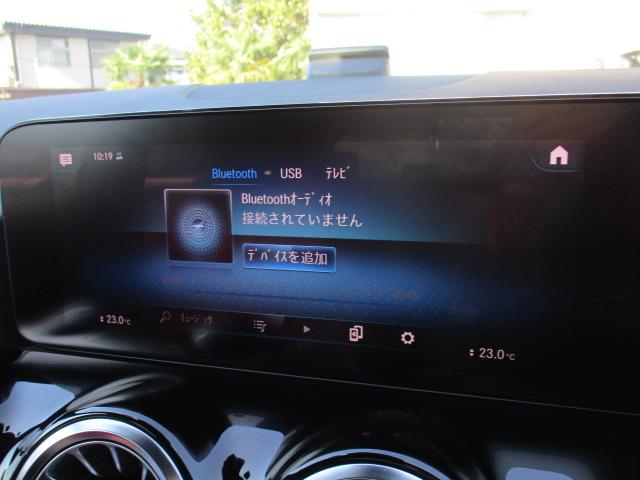 10:19
Bluetooth USB テレビ
Bluetoothオーディオ
接続されていません
デバイスを追加
ミュージック
23.0℃
23.0℃